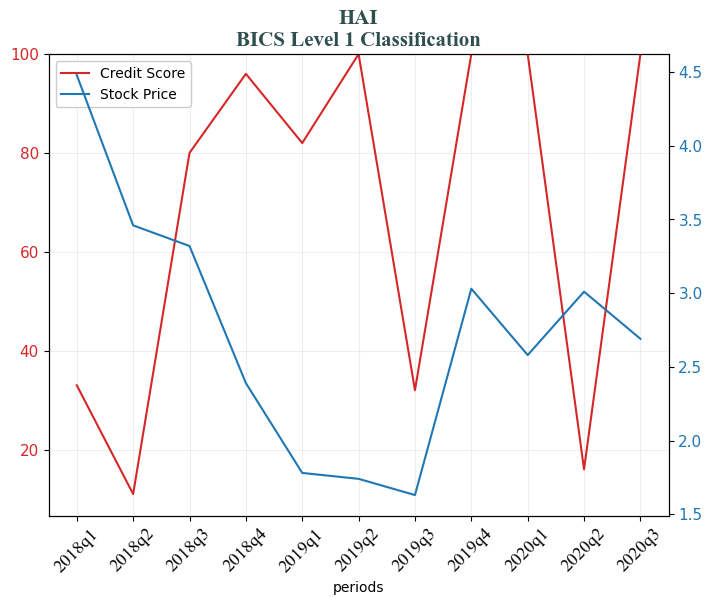 HAI
BICS Level 1 Classification
Credit Score
Stock Price
100
80
60
40
20
4.5
4.0
3.5
3.0
2.5
2.0
1.5
2018q1
2018q2
2018q3
2018q4
2019q1
2019q2
2019q3
2019q4
2020q1
2020q2
2020q3
periods